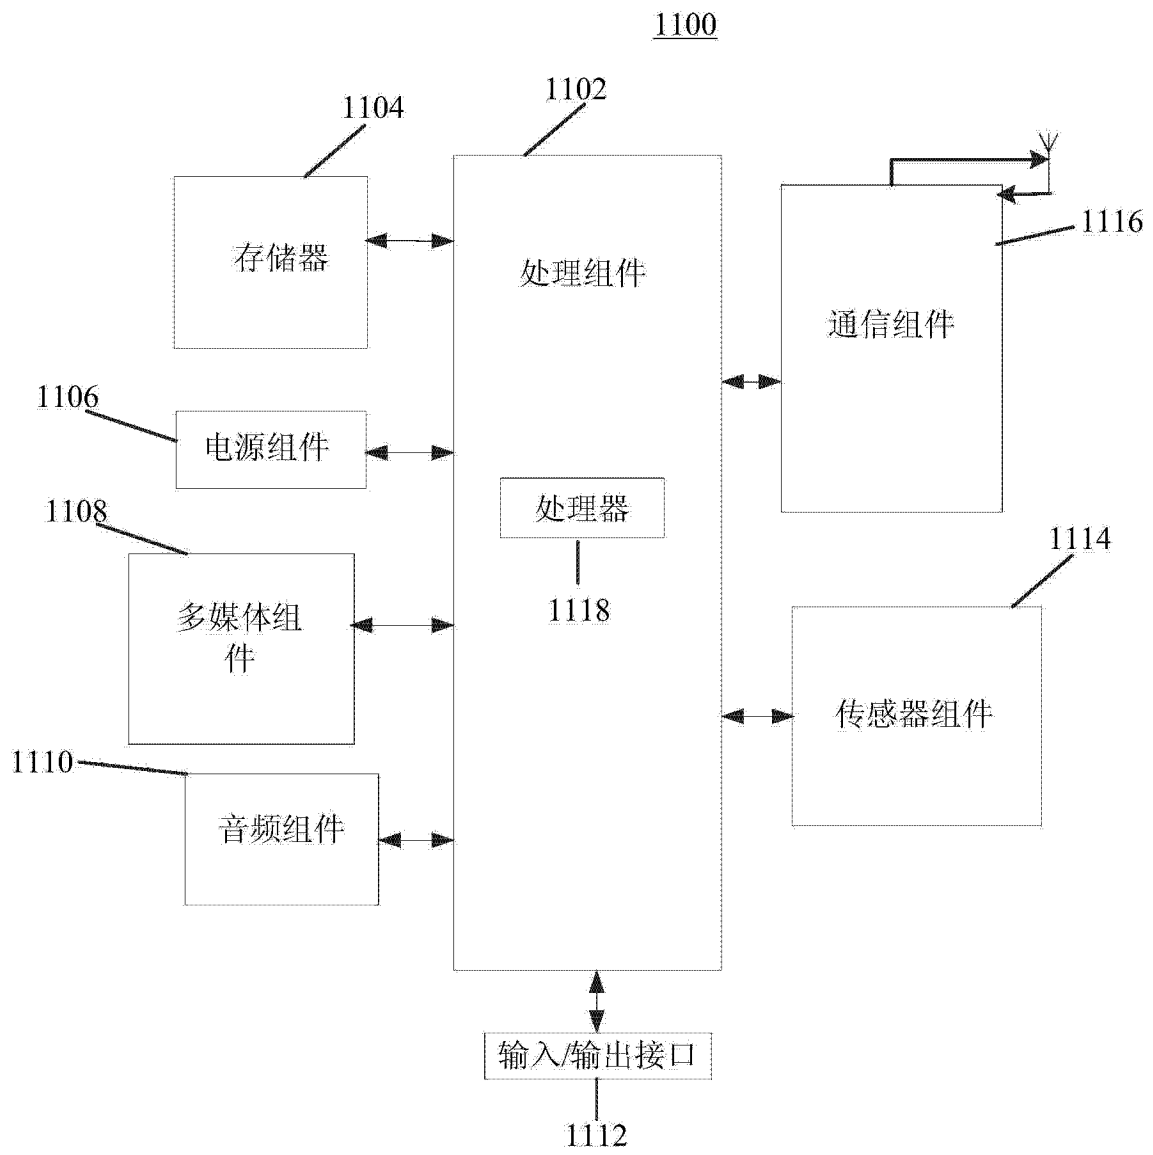 1100
1102
1104
存储器
处理组件
1116
通信组件
1106
电源组件
1108
处理器
1118
1114
多媒体组
件
传感器组件
1110
音频组件
输入/输出接口
1112